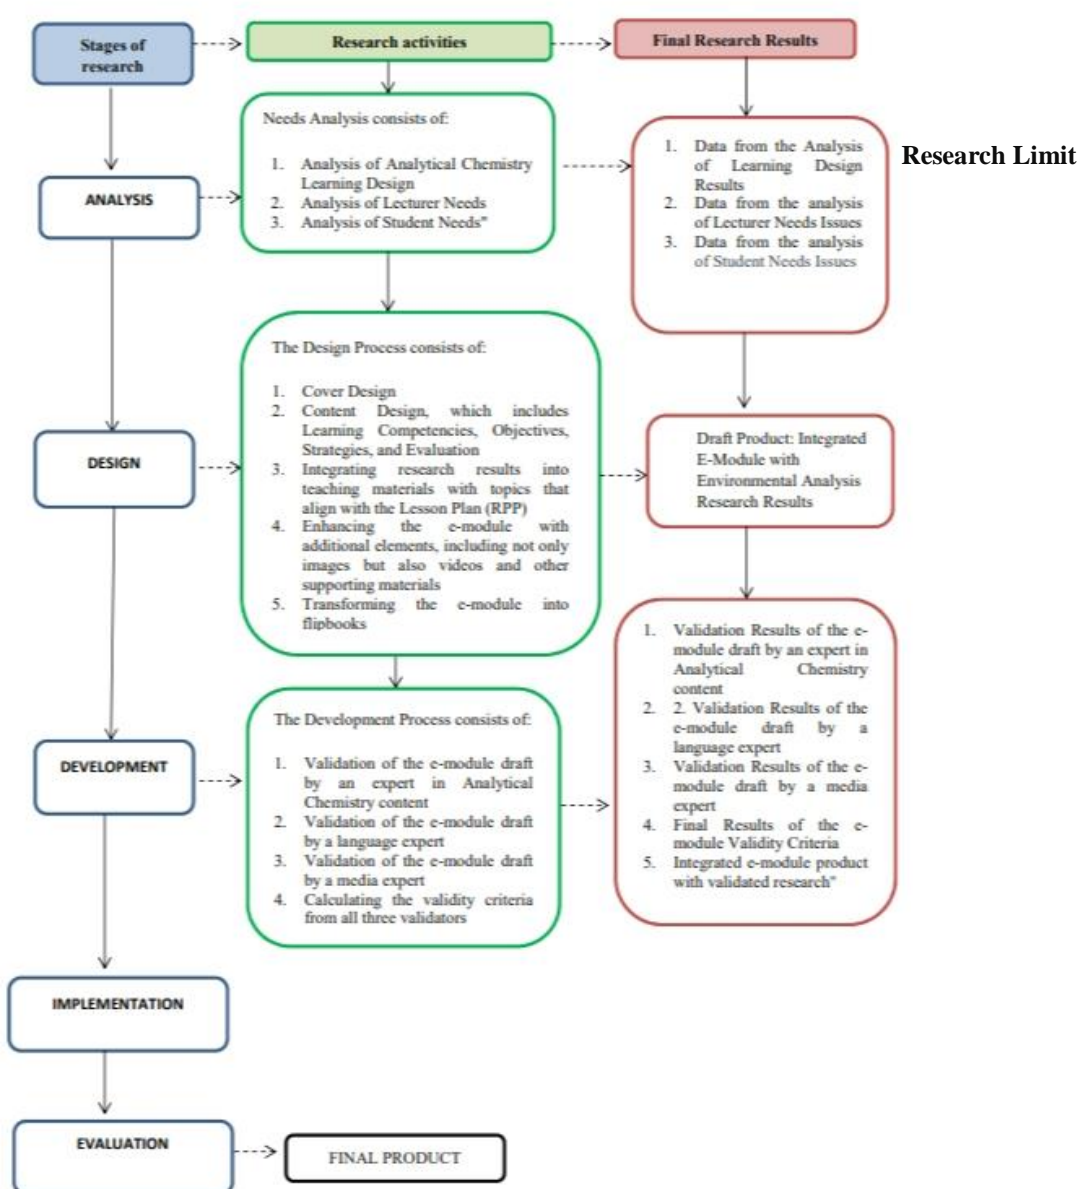 Stages of
research
Research activities
Final Research Results
Research Limit
ANALYSIS
Needs Analysis consists of:
1. Analysis of Analytical Chemistry
Learning Design
2. Analysis of Lecturer Needs
3. Analysis of Student Needs"
1. Data from the Analysis
of Learning Design
Results
2. Data from the analysis
of Lecturer Needs Issues
3. Data from the analysis
of Student Needs Issues
DESIGN
The Design Process consists of:
1. Cover Design
2. Content Design, which includes
Learning Competencies, Objectives,
Strategies, and Evaluation
3. Integrating research results into
teaching materials with topics that
align with the Lesson Plan (RPP)
4. Enhancing the e-module with
additional elements, including not only
images but also videos and other
supporting materials
5. Transforming the e-module into
flipbooks
Draft Product: Integrated
E-Module with
Environmental Analysis
Research Results
DEVELOPMENT
The Development Process consists of:
1. Validation of the e-module draft
by an expert in Analytical
Chemistry content
2. Validation of the e-module draft
by a language expert
3. Validation of the e-module draft
by a media expert
4. Calculating the validity criteria
from all three validators
1. Validation Results of the e-
module draft by an expert in
Analytical Chemistry
content
2. 2. Validation Results of the
e-module draft by a
language expert
3. Validation Results of the e-
module draft by a media
expert
4. Final Results of the e-
module Validity Criteria
5. Integrated e-module product
with validated research"
IMPLEMENTATION
EVALUATION
FINAL PRODUCT